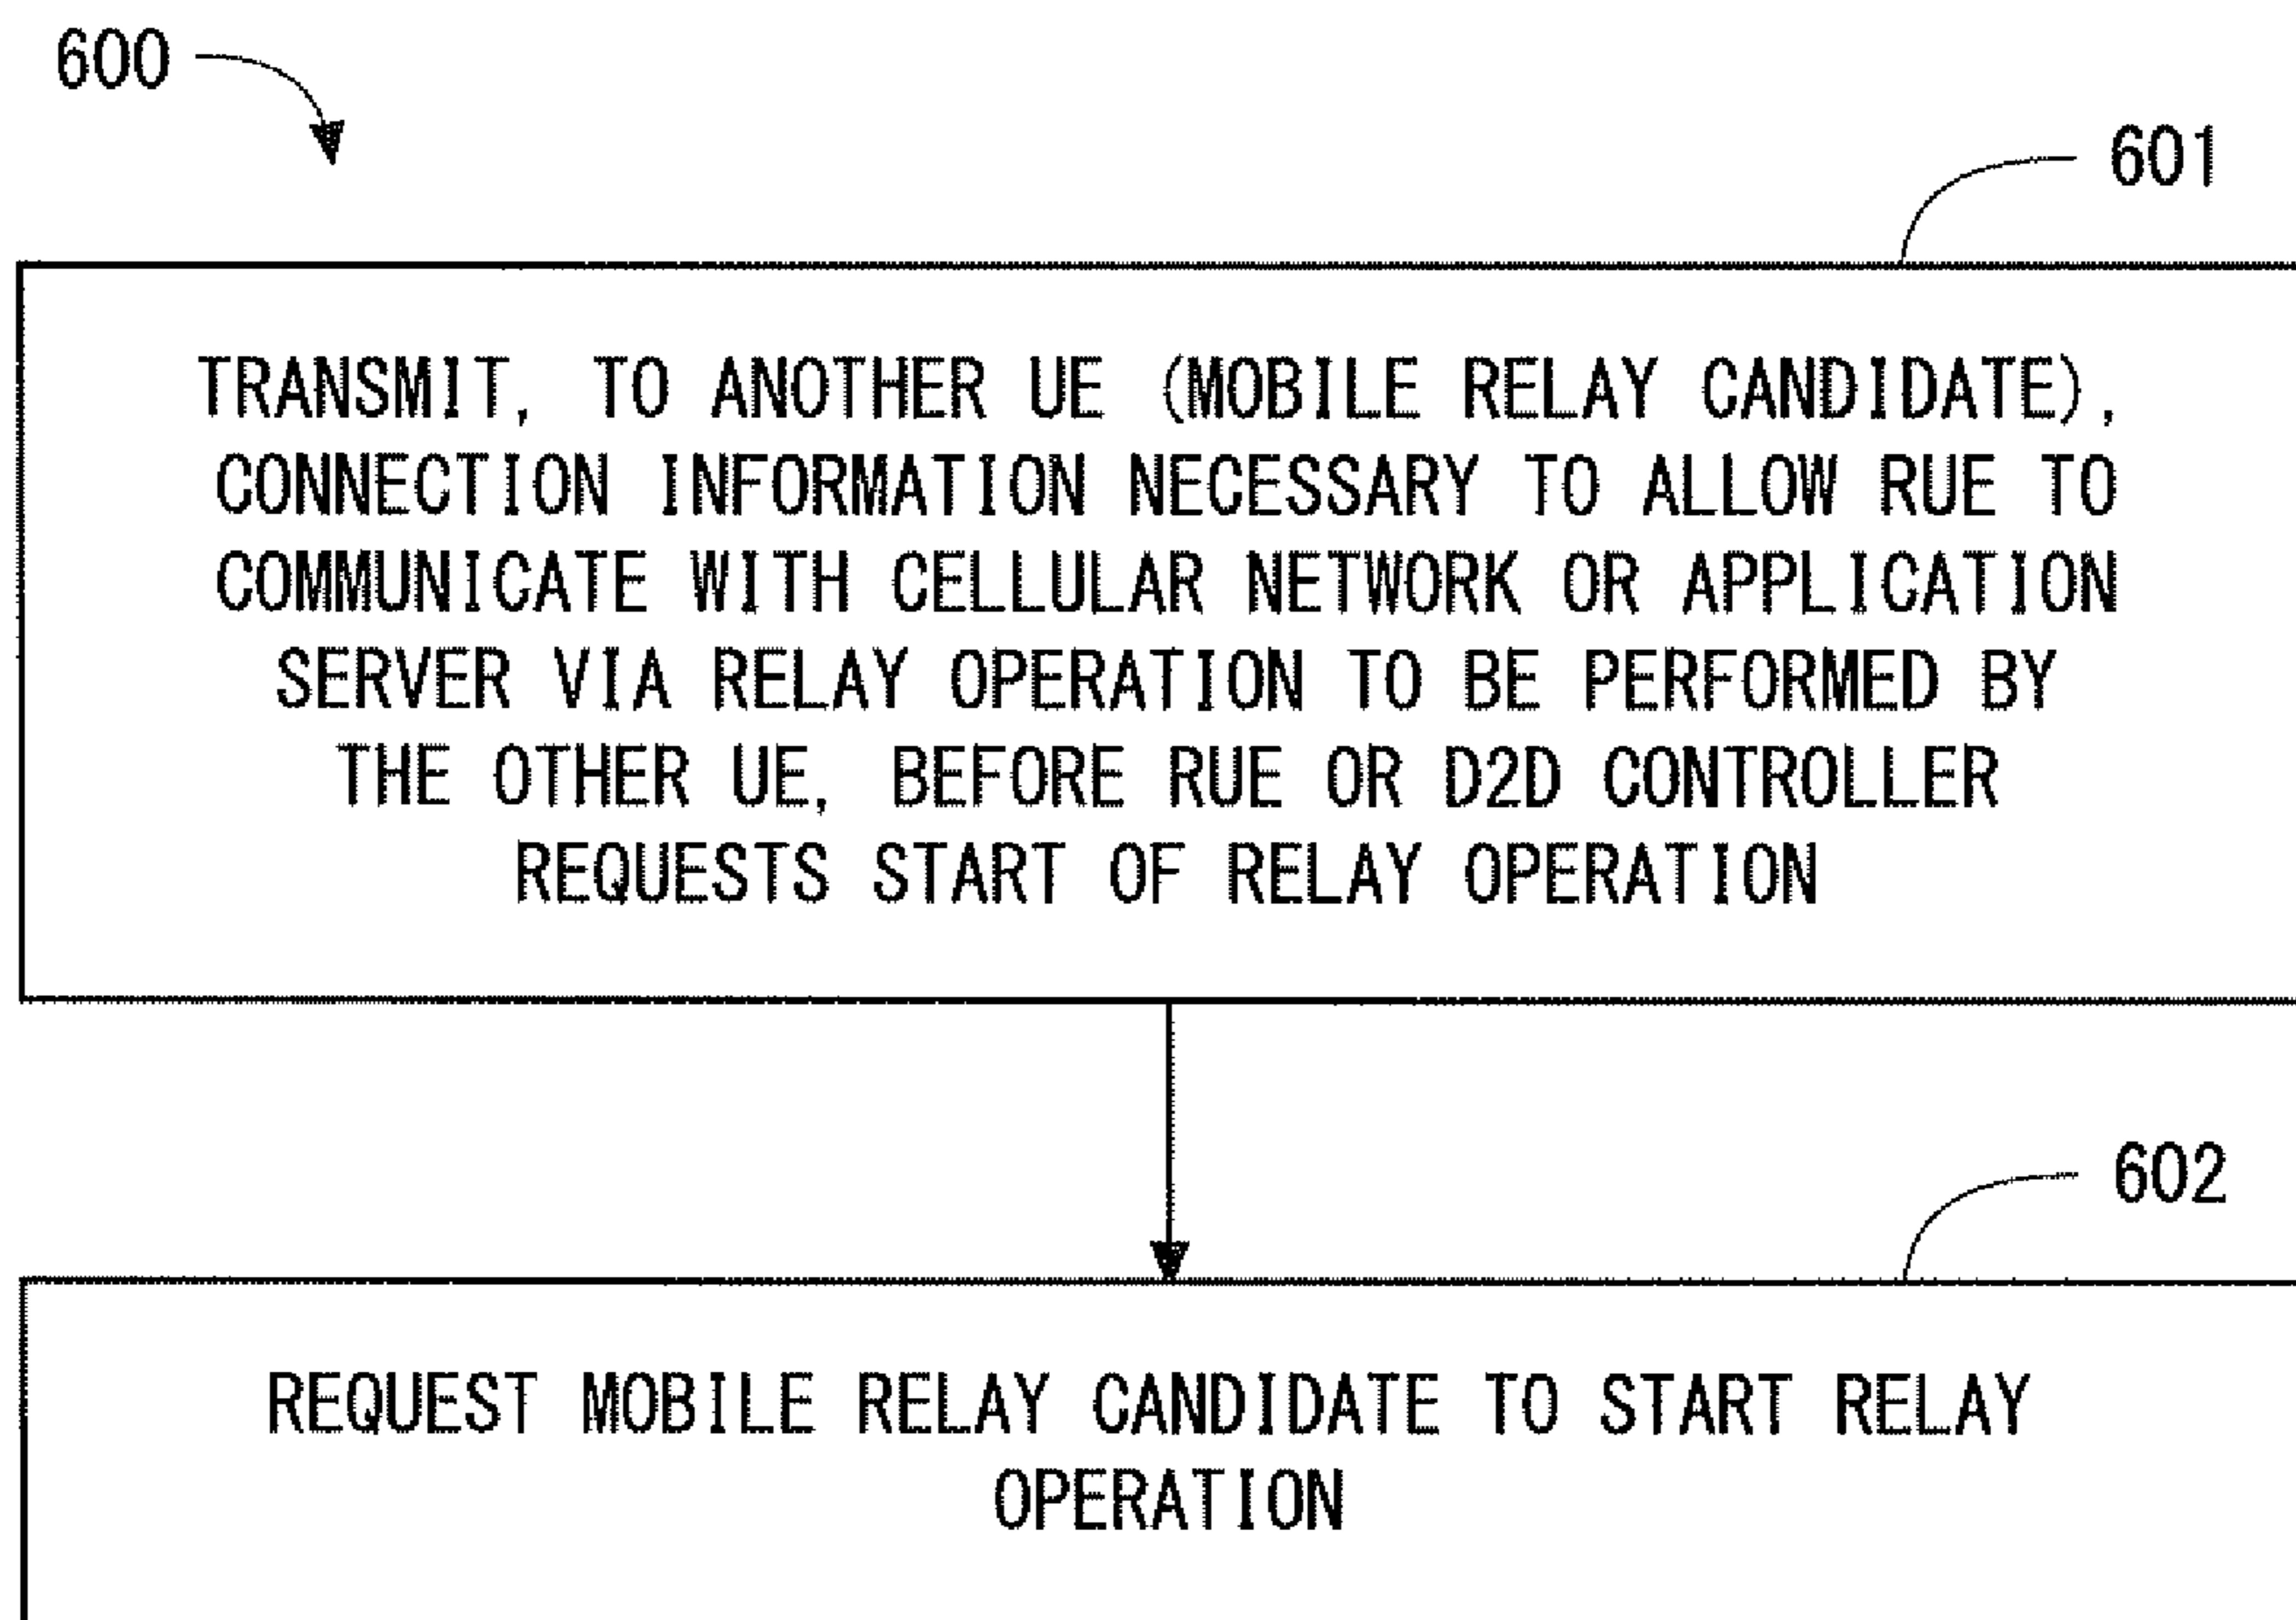 600
601
TRANSMIT, TO ANOTHER UE (MOBILE RELAY CANDIDATE),
CONNECTION INFORMATION NECESSARY TO ALLOW RUE TO
COMMUNICATE WITH CELLULAR NETWORK OR APPLICATION
SERVER VIA RELAY OPERATION TO BE PERFORMED BY
THE OTHER UE, BEFORE RUE OR D2D CONTROLLER
REQUESTS START OF RELAY OPERATION
602
REQUEST MOBILE RELAY CANDIDATE TO START RELAY
OPERATION